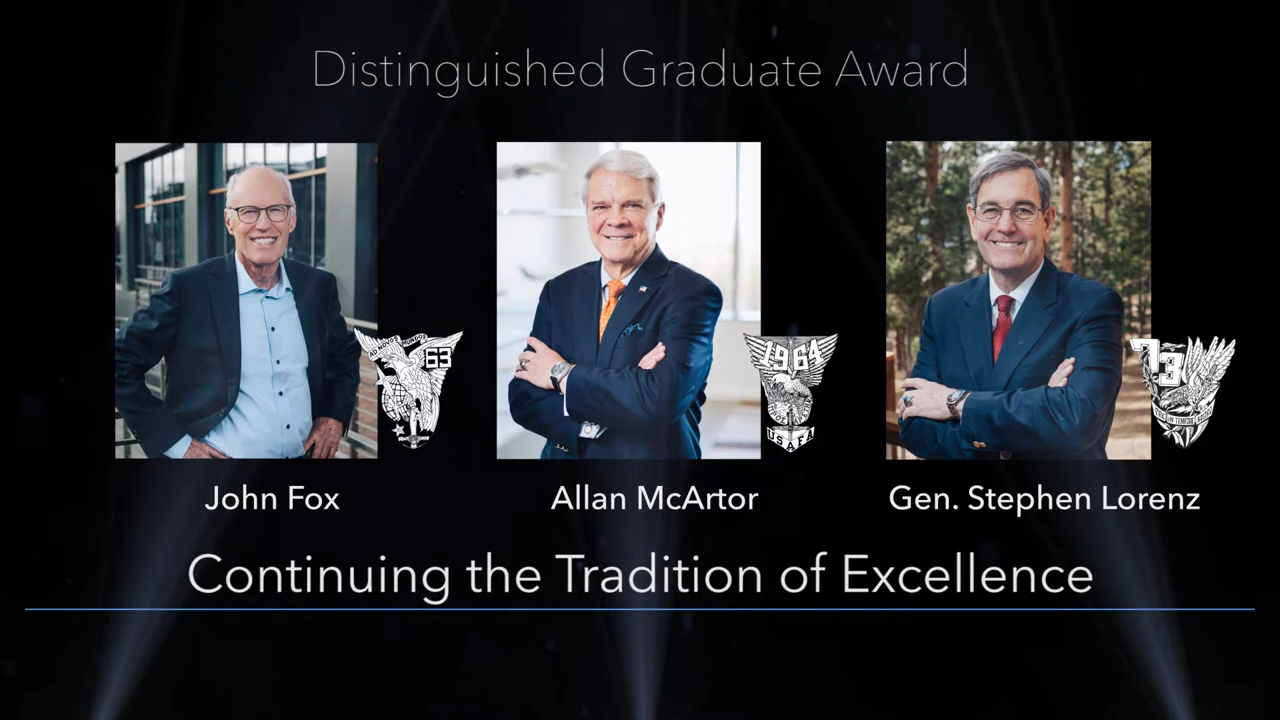 Distinguished Graduate Award
63
1964
USAFA
73
John Fox
Allan McArtor
Gen. Stephen Lorenz
Continuing the Tradition of Excellence